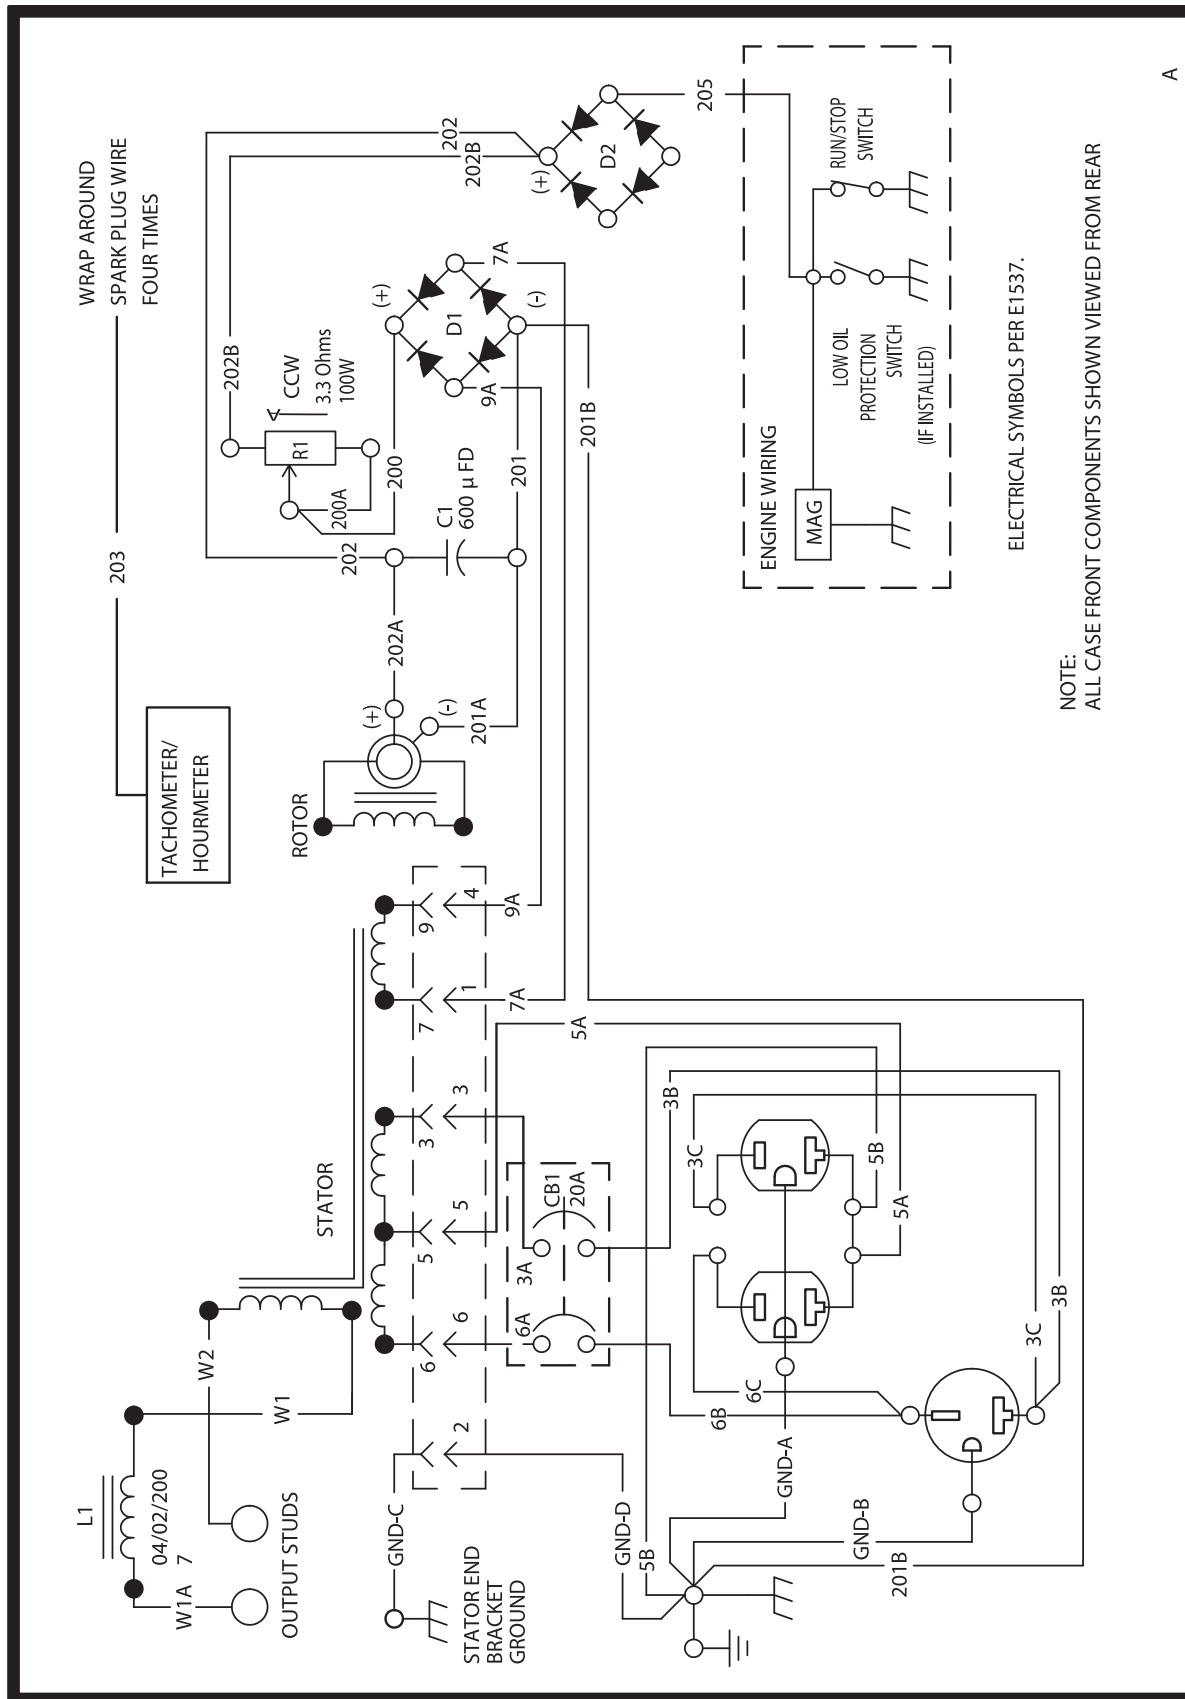 WRAP AROUND
SPARK PLUG WIRE
FOUR TIMES
203
TACHOMETER/
HOURMETER
202B
202
202B
202
CCW
3.3 Ohms
100W
R1
200A
200
C1
600 µ FD
201
202A
201A
(+)
(-)
ROTOR
(+)
D1
(-)
7A
9A
201B
(+)
D2
205
ENGINE WIRING
MAG
LOW OIL
PROTECTION
SWITCH
(IF INSTALLED)
RUN/STOP
SWITCH
ELECTRICAL SYMBOLS PER E1537.
NOTE:
ALL CASE FRONT COMPONENTS SHOWN VIEWED FROM REAR
A
L1
04/02/200
7
W1A
W1
W2
OUTPUT STUDS
STATOR
GND-C
STATOR END
BRACKET
GROUND
2
6
6
5
5
3
3
7
1
9
4
9A
7A
5A
6A
3A
CB1
20A
3B
3C
5B
5A
6C
6B
3C
3B
GND-A
GND-D
5B
GND-B
201B